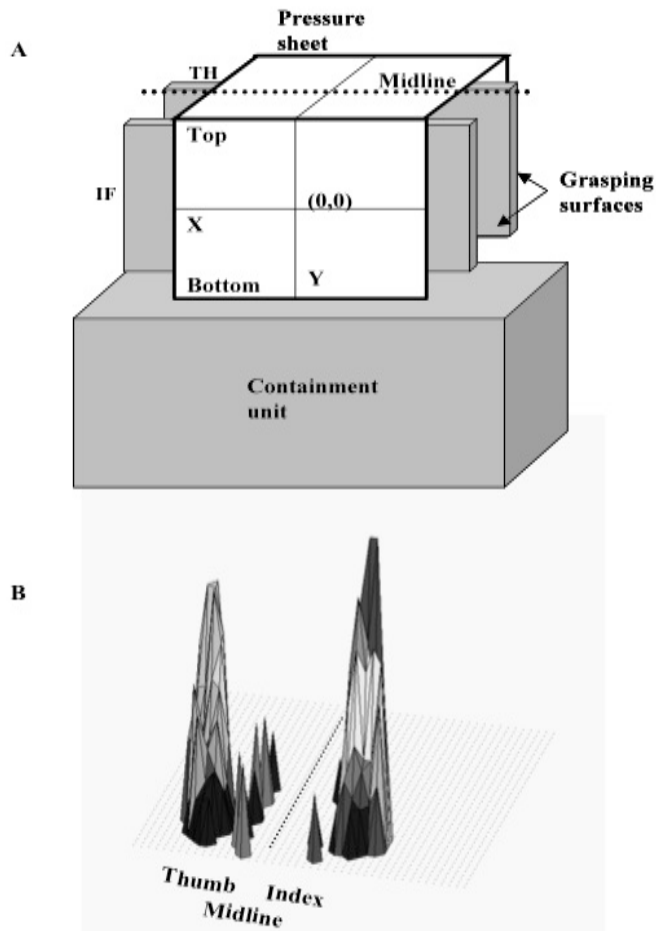 A
Pressure
sheet
TH
Midline
Top
IF
(0,0)
Grasping
surfaces
X
Bottom
Y
Containment
unit
B
Thumb
Index
Midline